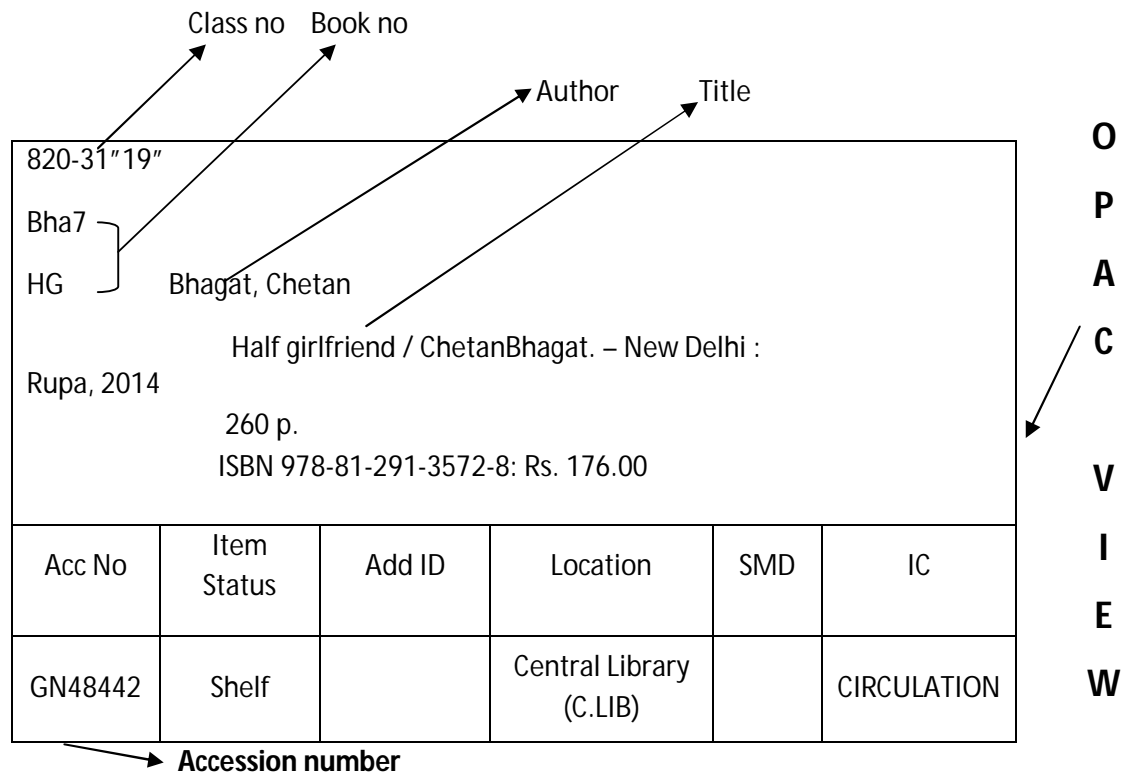 Class no Book no
Author Title
820-31"19"
Bha7
HG Bhagat, Chetan
Half girlfriend / ChetanBhagat. – New Delhi :
Rupa, 2014
260 p.
ISBN 978-81-291-3572-8: Rs. 176.00
Acc No Item Status Add ID Location SMD IC
GN48442 Shelf Central Library (C.LIB) CIRCULATION
Accession number
O
P
A
C
V
I
E
W